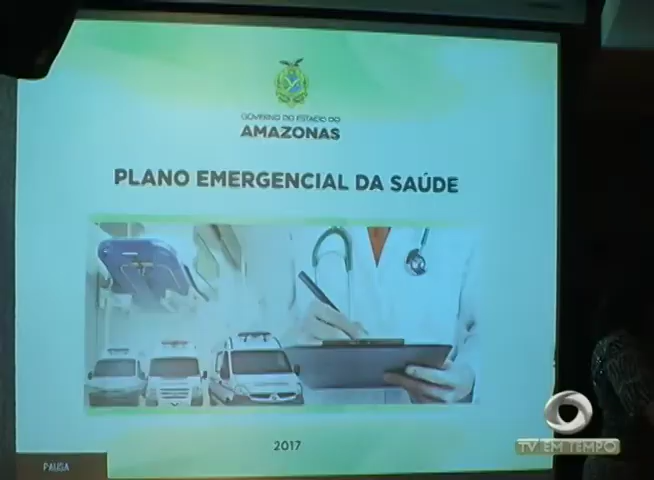 GOVERNO DO ESTADO DO
AMAZONAS
PLANO EMERGENCIAL DA SAÚDE
2017
PAUSA
TV EM TEMPO